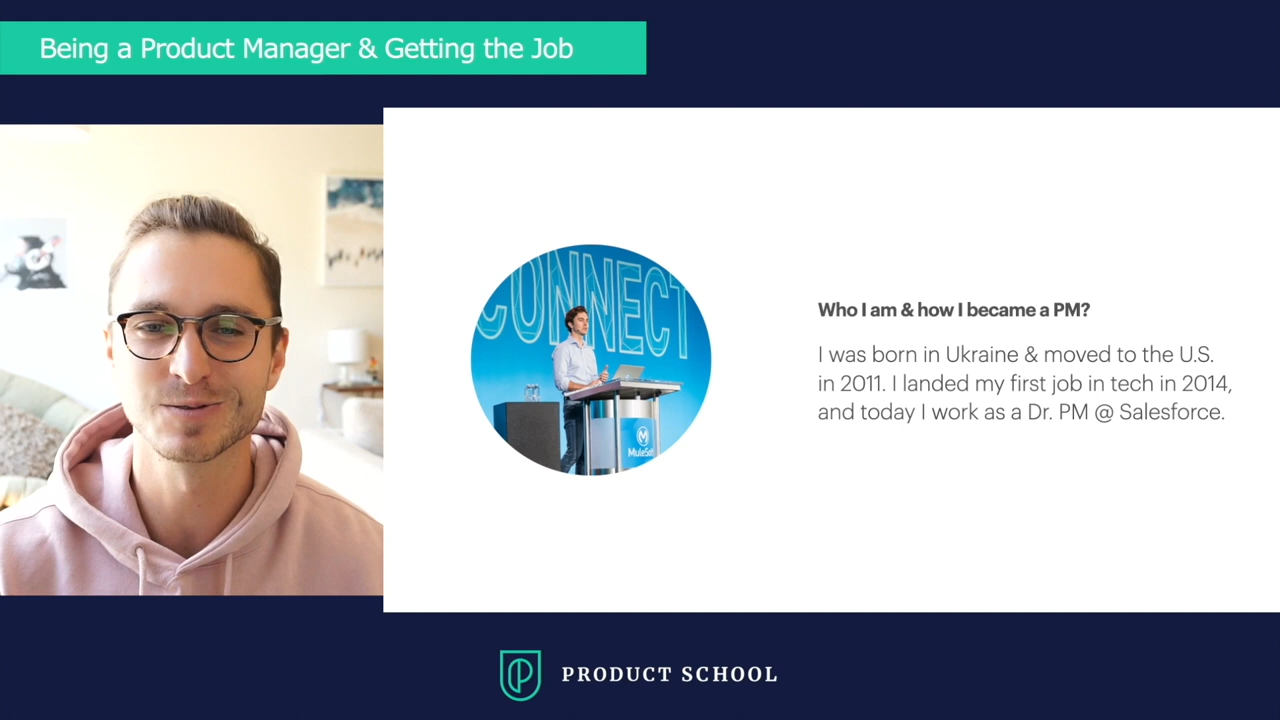 Being a Product Manager & Getting the Job
CONNECT
MuleSoft
Who I am & how I became a PM?
I was born in Ukraine & moved to the U.S.
in 2011. I landed my first job in tech in 2014,
and today I work as a Dr. PM @ Salesforce.
PRODUCT SCHOOL